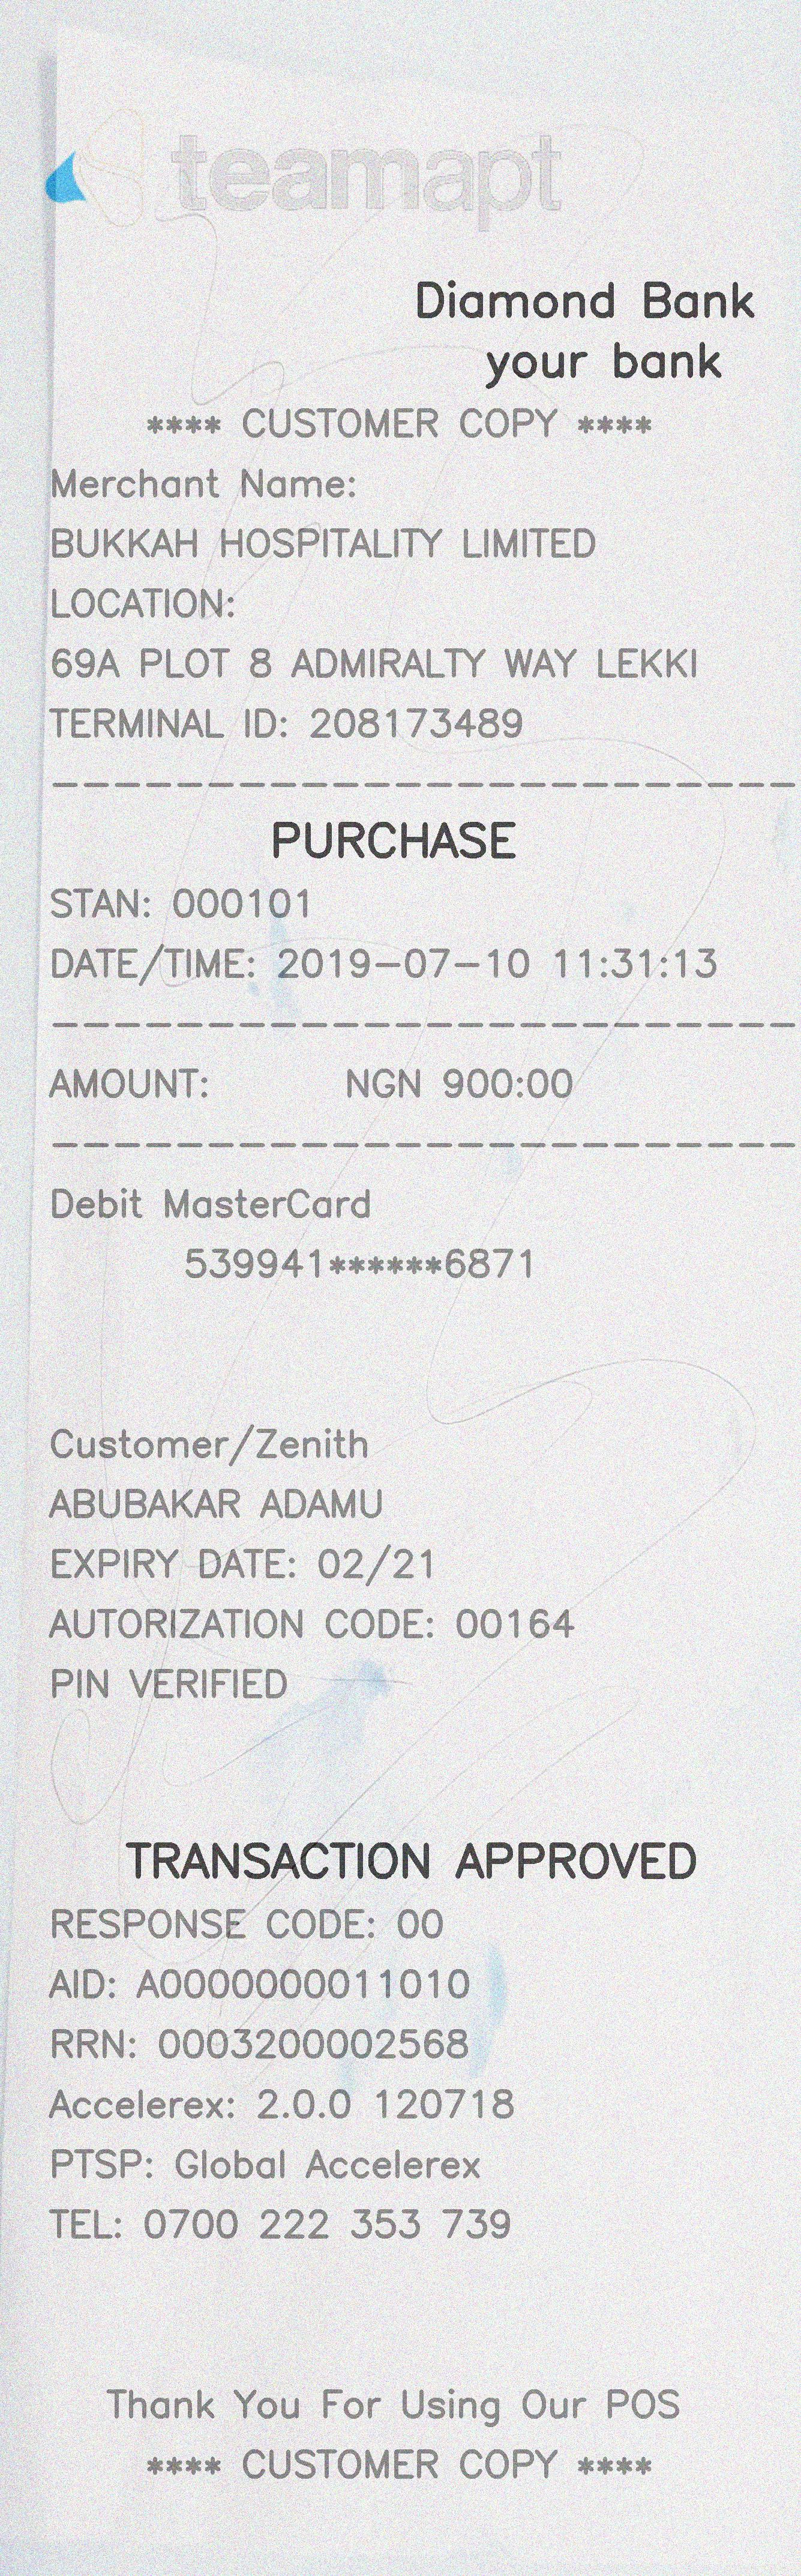 teamapt
Diamond Bank
your bank
**** CUSTOMER COPY ****
Merchant Name:
BUKKAH HOSPITALITY LIMITED
LOCATION:
69A PLOT 8 ADMIRALTY WAY LEKKI
TERMINAL ID: 208173489
------------------------
PURCHASE
STAN: 000101
DATE/TIME: 2019-07-10 11:31:13
------------------------
AMOUNT: NGN 900:00
------------------------
Debit MasterCard
539941******6871
Customer/Zenith
ABUBAKAR ADAMU
EXPIRY DATE: 02/21
AUTORIZATION CODE: 00164
PIN VERIFIED
TRANSACTION APPROVED
RESPONSE CODE: 00
AID: A0000000011010
RRN: 0003200002568
Accelerex: 2.0.0 120718
PTSP: Global Accelerex
TEL: 0700 222 353 739
Thank You For Using Our POS
**** CUSTOMER COPY ****